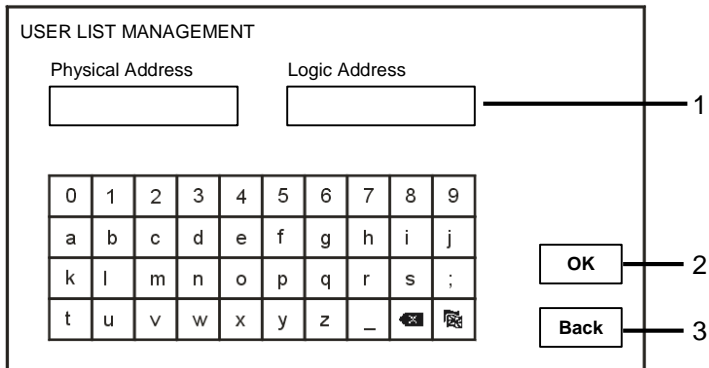 USER LIST MANAGEMENT
Physical Address Logic Address
1
0 1 2 3 4 5 6 7 8 9
a b c d e f g h i j
k l m n o p q r s ;
t u v w x y z _
OK 2
Back 3